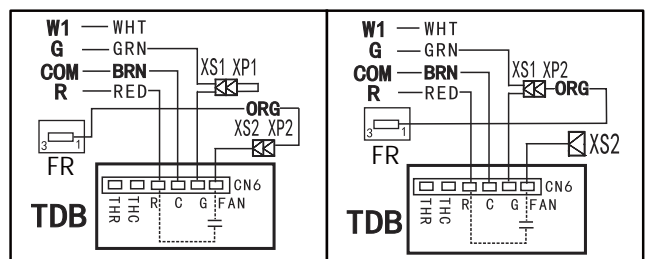 W1 WHT
G GRN
COM BRN
R RED
XS1 XP1
ORG
XS2 XP2
3 1
FR
CN6
TDB
THR THC R C G FAN
W1 WHT
G GRN
COM BRN
R RED
XS1 XP2
ORG
3 1
FR
XS2
CN6
TDB
THR THC R C G FAN